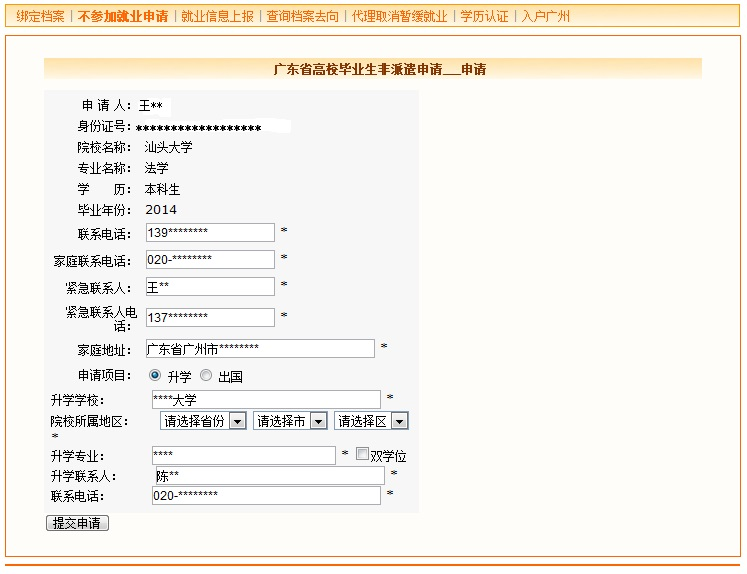 绑定档案｜不参加就业申请｜就业信息上报｜查询档案去向｜代理取消暂缓就业｜学历认证｜入户广州
广东省高校毕业生非派遣申请__申请
申 请 人： 王**
身份证号： ******************
院校名称： 汕头大学
专业名称： 法学
学　　历： 本科生
毕业年份： 2014
联系电话： 139******** *
家庭联系电话： 020-******** *
紧急联系人： 王** *
紧急联系人电
话： 137******** *
家庭地址： 广东省广州市******** *
申请项目： 升学 出国
升学学校： ****大学 *
院校所属地区： 请选择省份 请选择市 请选择区
*
升学专业： **** * 双学位
升学联系人： 陈** *
联系电话： 020-******** *
提交申请